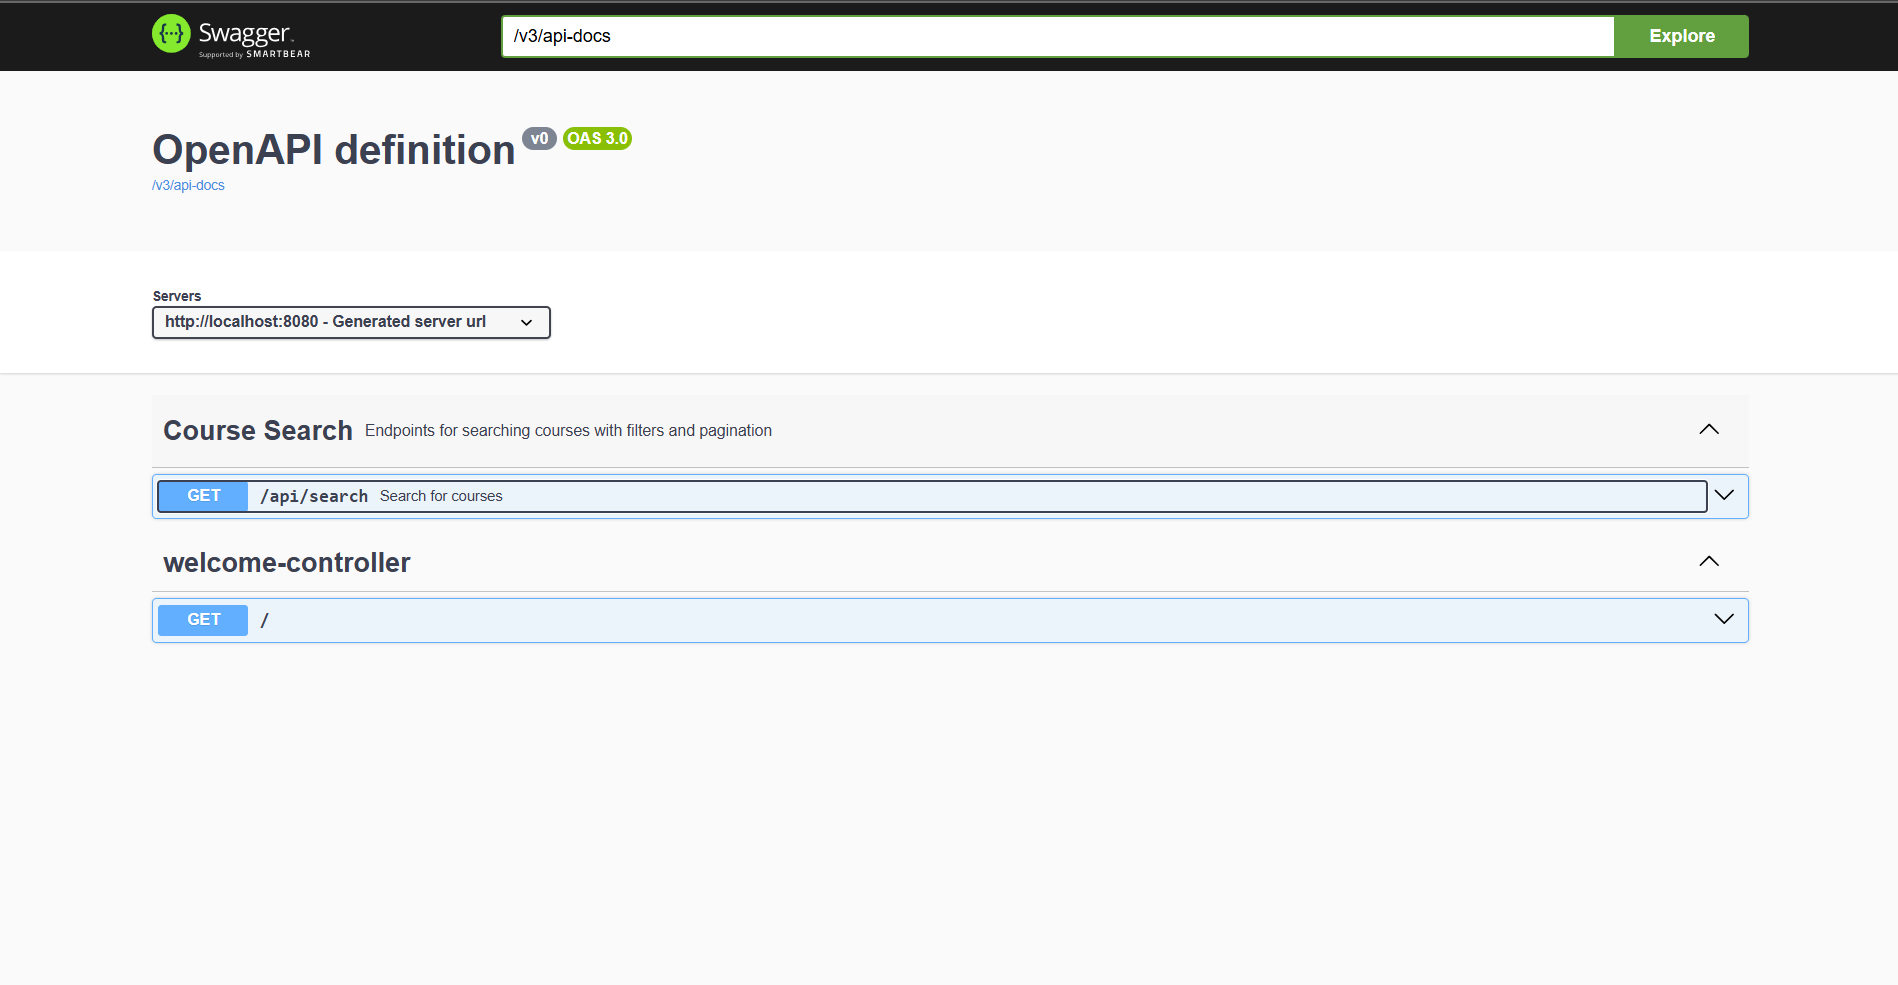 Swagger
Supported by SMARTBEAR
/v3/api-docs
Explore
OpenAPI definition v0 OAS 3.0
/v3/api-docs
Servers
http://localhost:8080 - Generated server url
Course Search Endpoints for searching courses with filters and pagination
GET /api/search Search for courses
welcome-controller
GET /